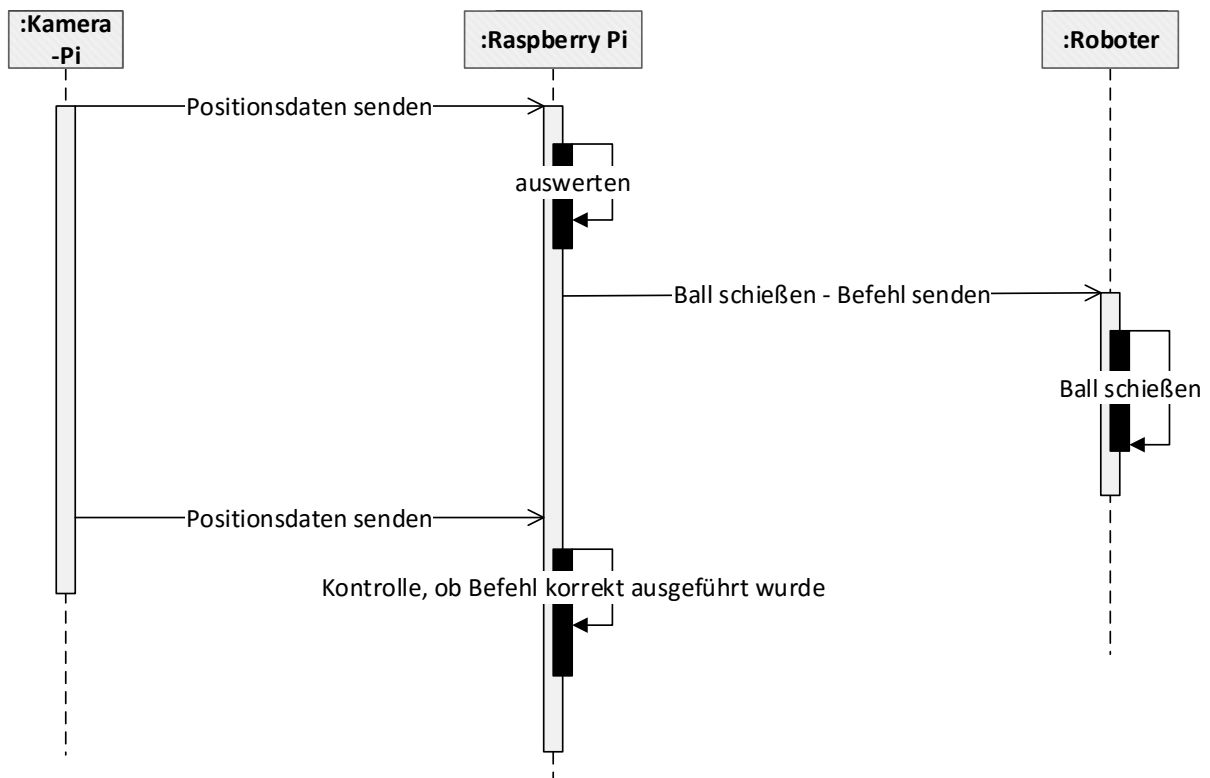 :Kamera
-Pi
:Raspberry Pi
:Roboter
Positionsdaten senden
auswerten
Ball schießen - Befehl senden
Ball schießen
Positionsdaten senden
Kontrolle, ob Befehl korrekt ausgeführt wurde